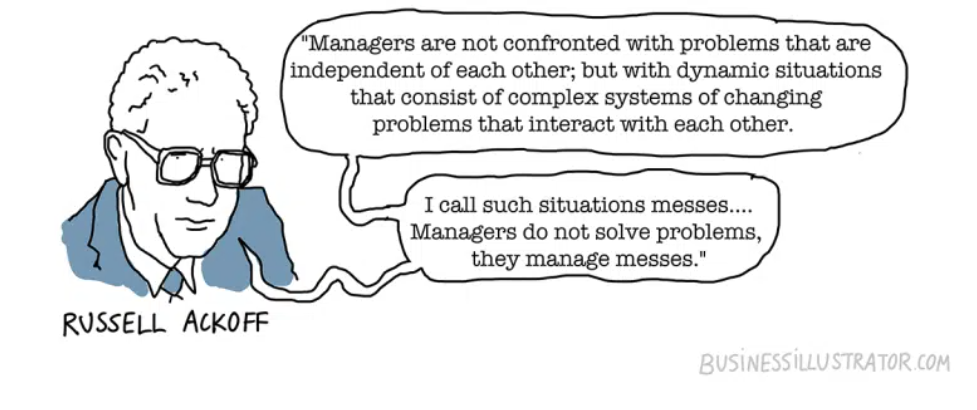 "Managers are not confronted with problems that are
independent of each other; but with dynamic situations
that consist of complex systems of changing
problems that interact with each other.
I call such situations messes....
Managers do not solve problems,
they manage messes."
RUSSELL ACKOFF
BUSINESSILLUSTRATOR.COM